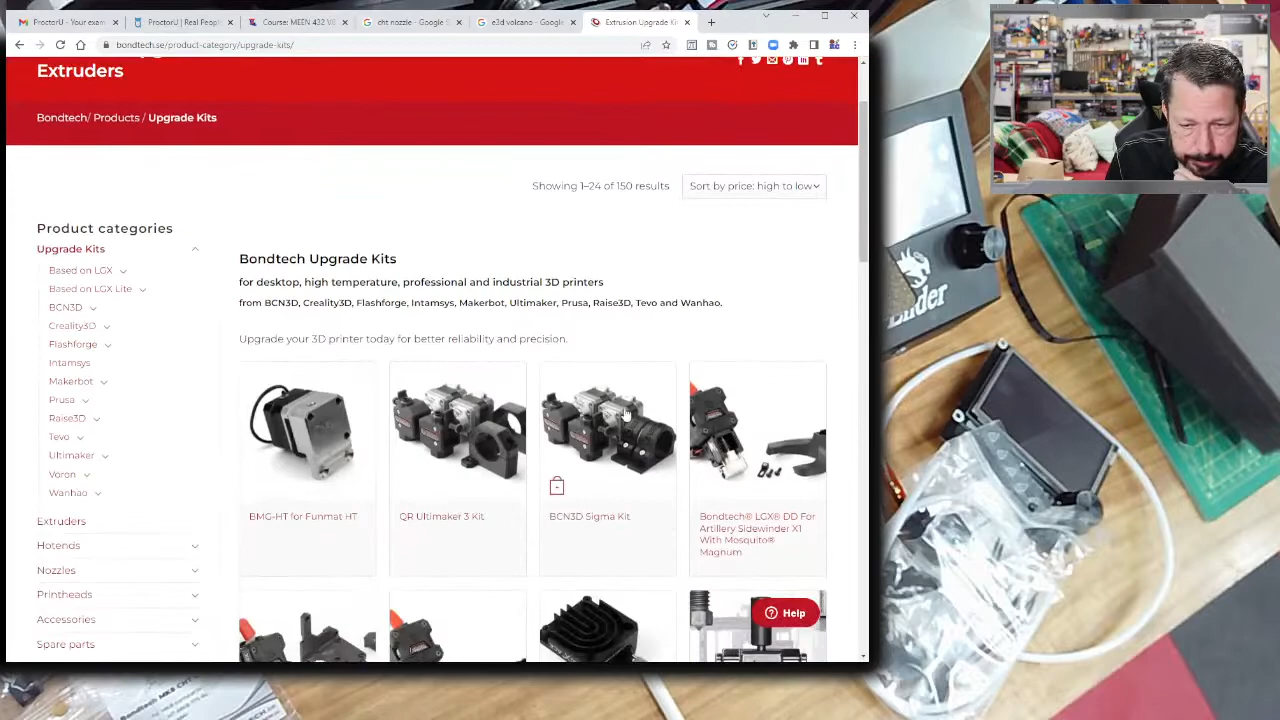 ProctorU - Your exam
ProctorU | Real Peopl
Course: MEEN 432 V0
cht nozzle - Google S
e3d volcano - Google
Extrusion Upgrade Ki
bondtech.se/product-category/upgrade-kits/
Extruders
Bondtech/ Products / Upgrade Kits
Showing 1–24 of 150 results
Sort by price: high to low
Product categories
Upgrade Kits
Based on LGX
Based on LGX Lite
BCN3D
Creality3D
Flashforge
Intamsys
Makerbot
Prusa
Raise3D
Tevo
Ultimaker
Voron
Wanhao
Extruders
Hotends
Nozzles
Printheads
Accessories
Spare parts
Bondtech Upgrade Kits
for desktop, high temperature, professional and industrial 3D printers
from BCN3D, Creality3D, Flashforge, Intamsys, Makerbot, Ultimaker, Prusa, Raise3D, Tevo and Wanhao.
Upgrade your 3D printer today for better reliability and precision.
BMG-HT for Funmat HT
QR Ultimaker 3 Kit
BCN3D Sigma Kit
Bondtech® LGX® DD For
Artillery Sidewinder X1
With Mosquito®
Magnum
Help